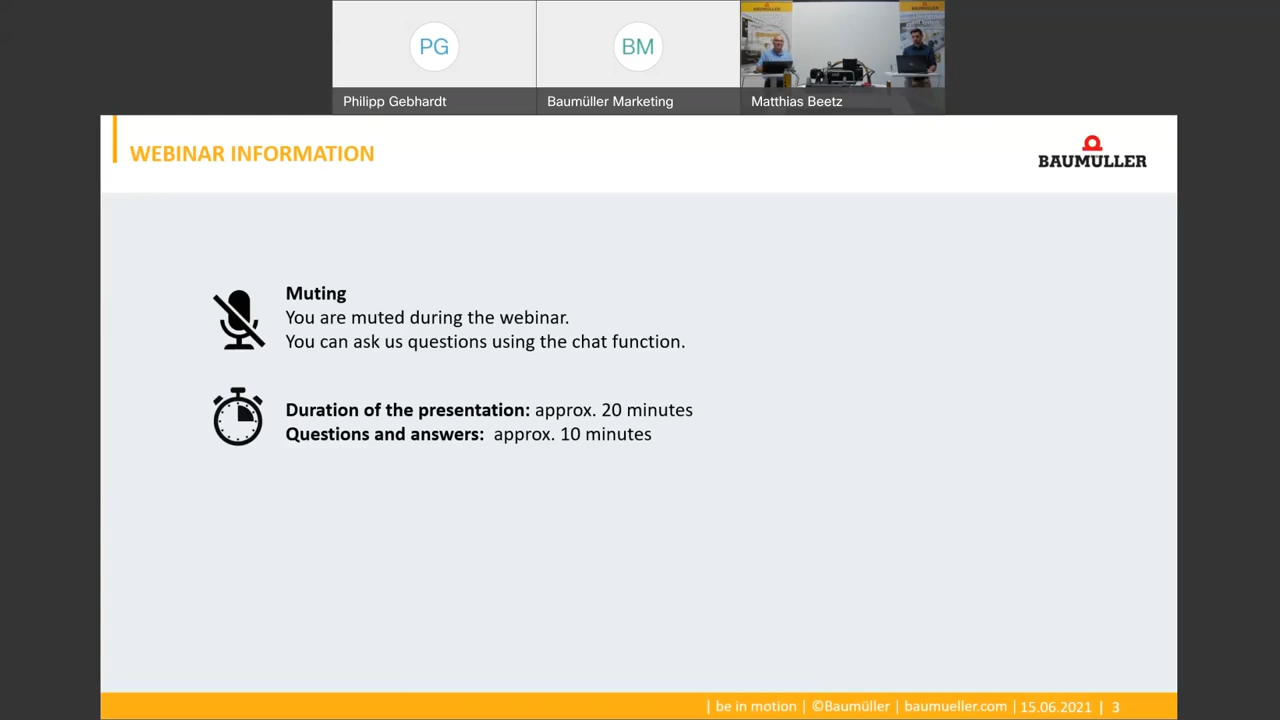 PG
BM
BAUMÜLLER
Philipp Gebhardt
Baumüller Marketing
Matthias Beetz
WEBINAR INFORMATION
BAUMÜLLER
Muting
You are muted during the webinar.
You can ask us questions using the chat function.
Duration of the presentation: approx. 20 minutes
Questions and answers: approx. 10 minutes
| be in motion | ©Baumüller | baumueller.com | 15.06.2021 | 3